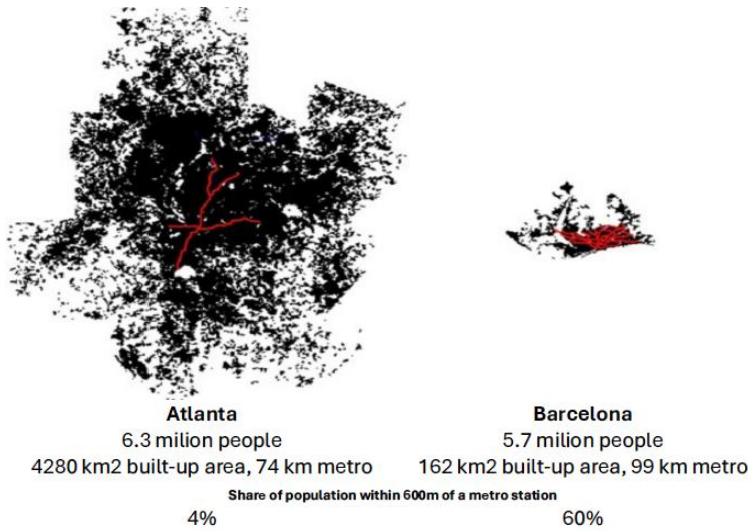 Atlanta
6.3 milion people
4280 km2 built-up area, 74 km metro
Barcelona
5.7 milion people
162 km2 built-up area, 99 km metro
Share of population within 600m of a metro station
4%
60%